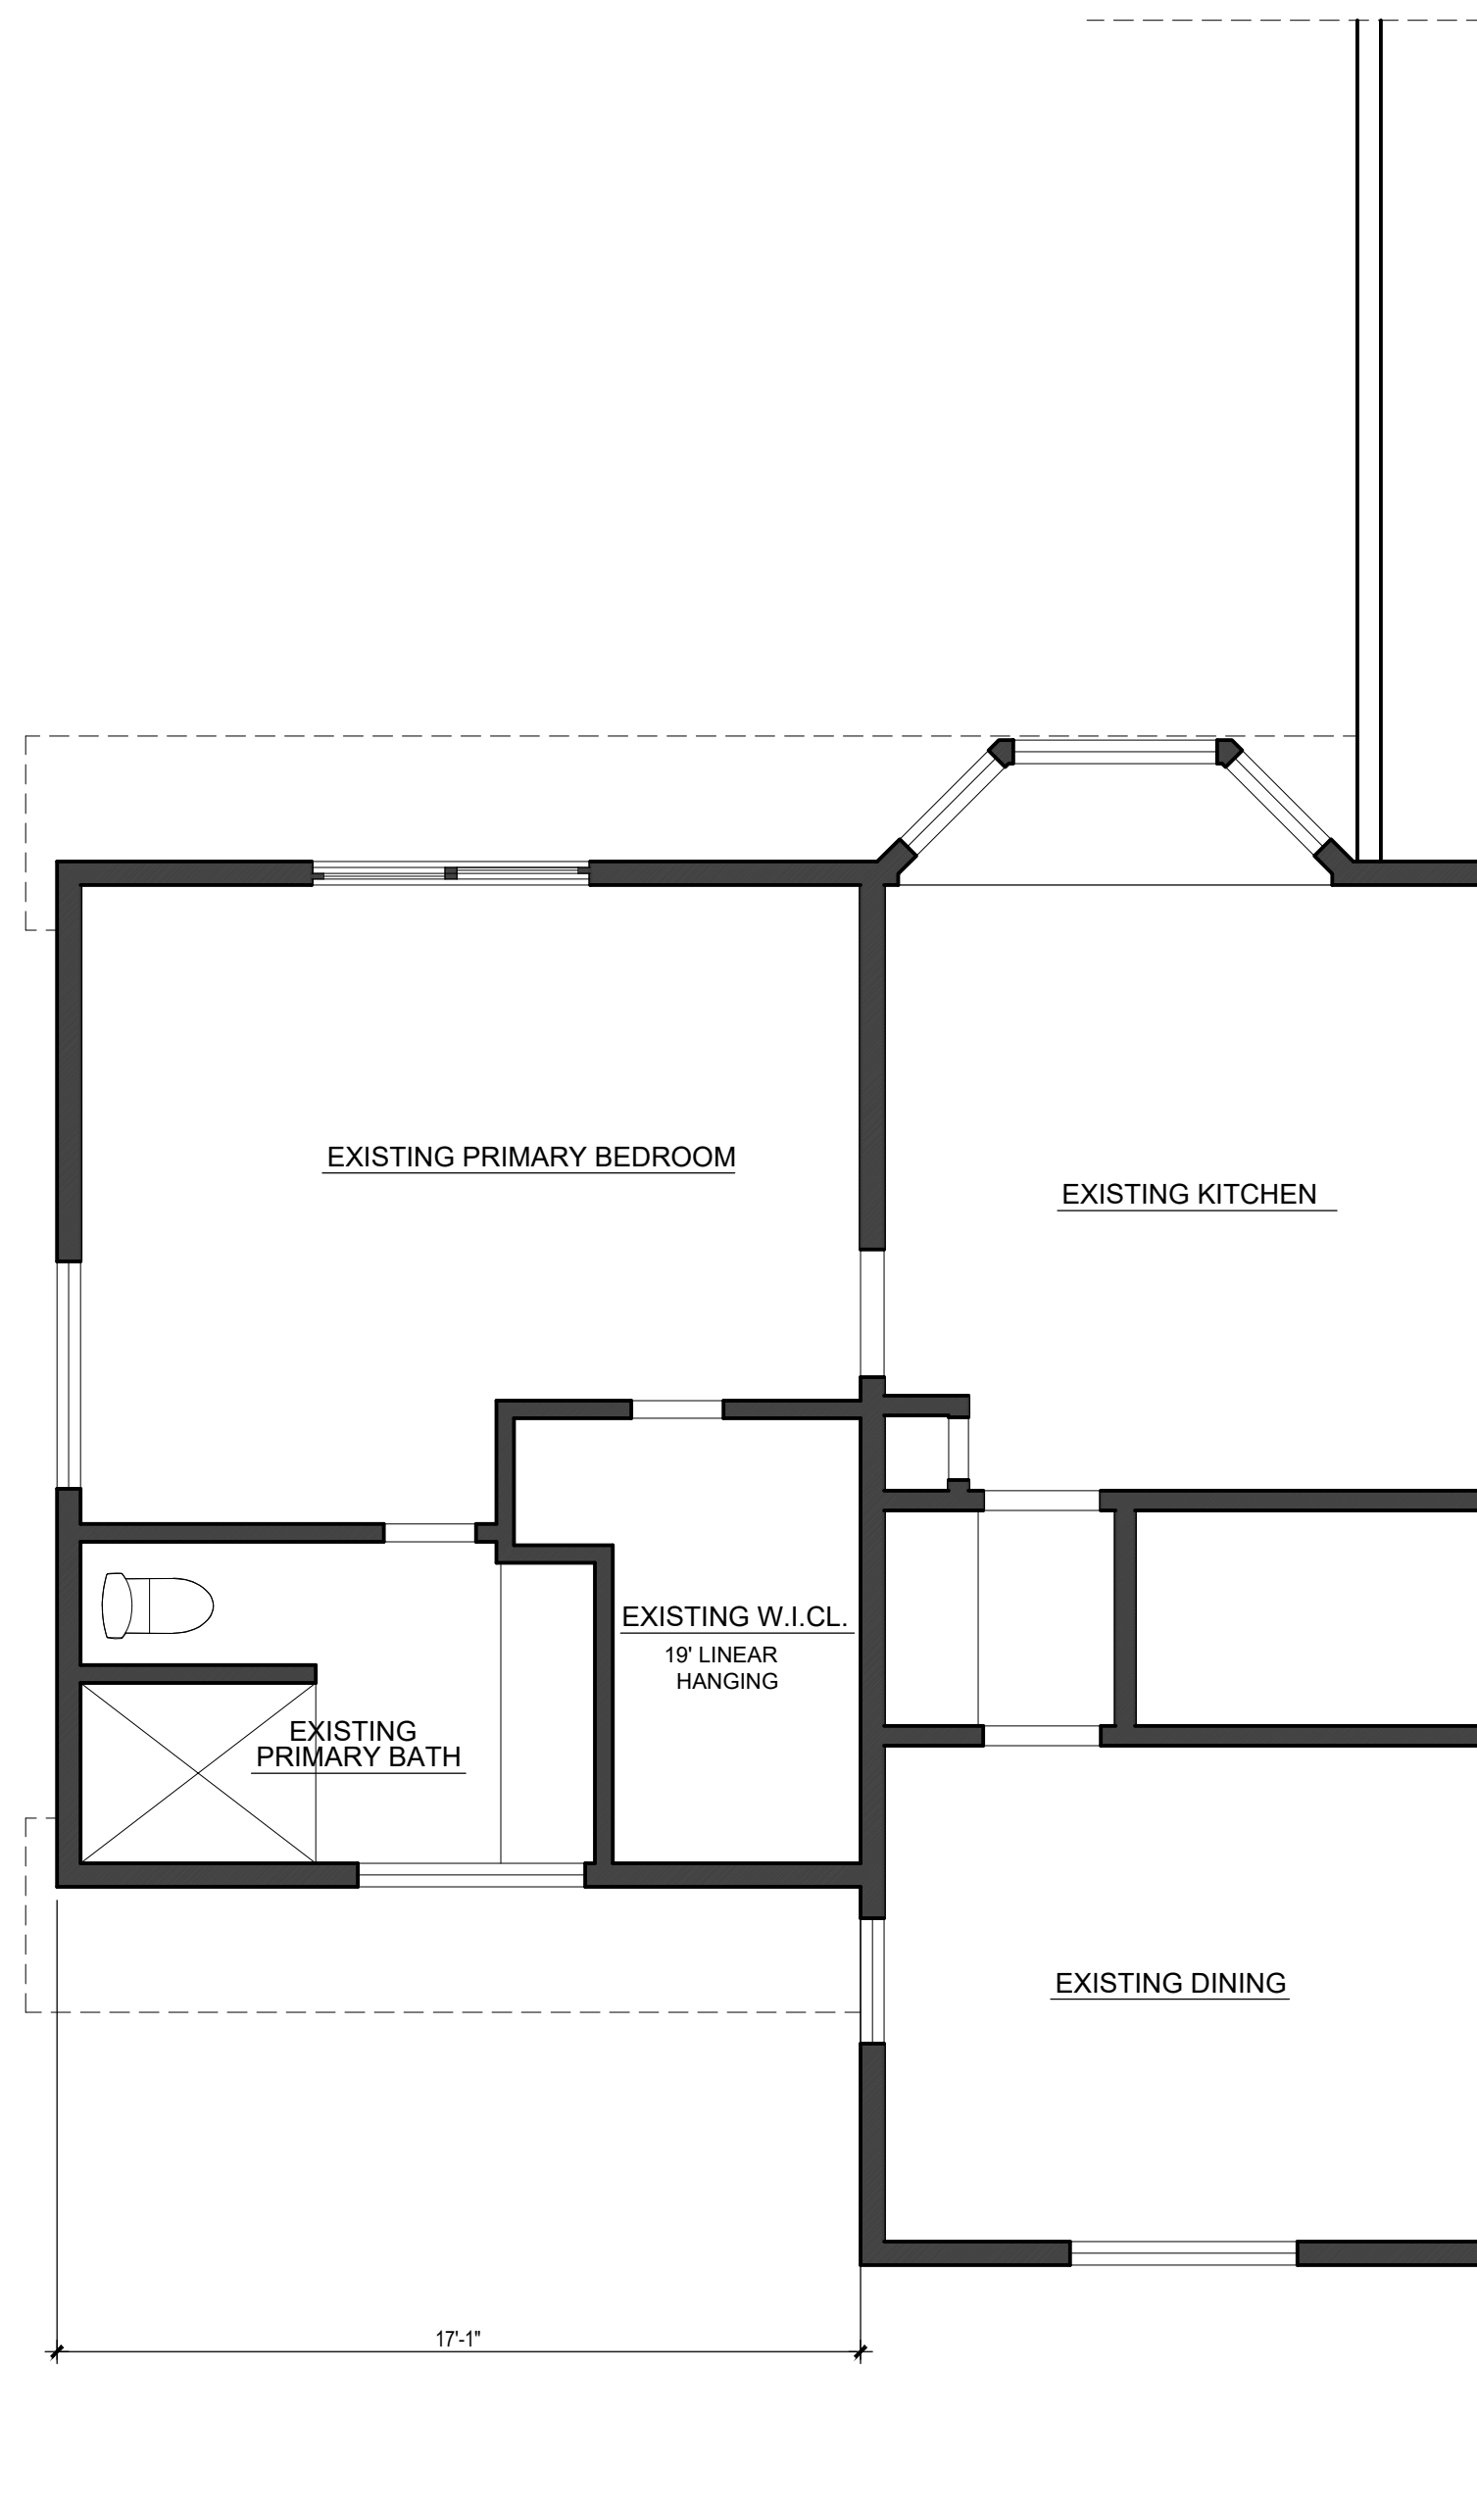 EXISTING PRIMARY BEDROOM
EXISTING KITCHEN
EXISTING W.I.CL.
19' LINEAR
HANGING
EXISTING
PRIMARY BATH
EXISTING DINING
17'-1"